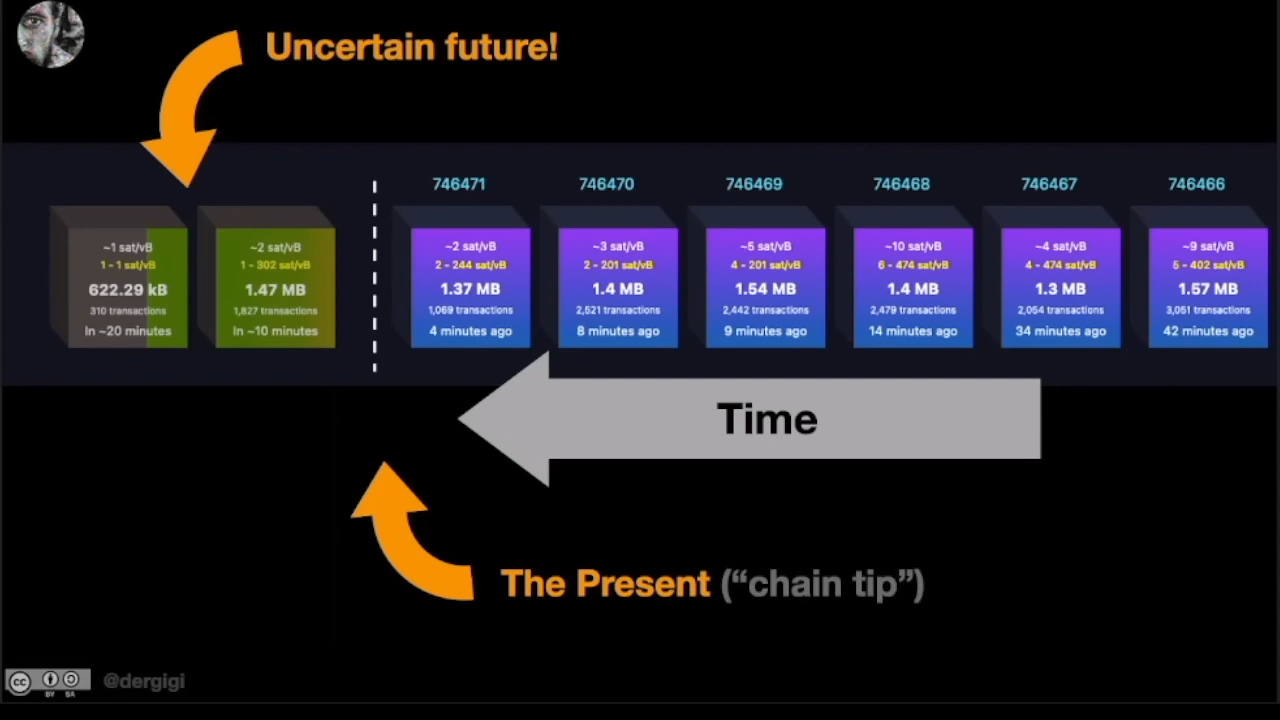 Uncertain future!
~1 sat/vB
1 - 1 sat/vB
622.29 kB
310 transactions
In ~20 minutes
~2 sat/vB
1 - 302 sat/vB
1.47 MB
1,827 transactions
In ~10 minutes
746471
~2 sat/vB
2 - 244 sat/vB
1.37 MB
1,069 transactions
4 minutes ago
746470
~3 sat/vB
2 - 201 sat/vB
1.4 MB
2,521 transactions
8 minutes ago
746469
~5 sat/vB
4 - 201 sat/vB
1.54 MB
2,442 transactions
9 minutes ago
746468
~10 sat/vB
6 - 474 sat/vB
1.4 MB
2,479 transactions
14 minutes ago
746467
~4 sat/vB
4 - 474 sat/vB
1.3 MB
2,054 transactions
34 minutes ago
746466
~9 sat/vB
5 - 402 sat/vB
1.57 MB
3,051 transactions
42 minutes ago
Time
The Present (“chain tip”)
cc
BY SA
@dergigi